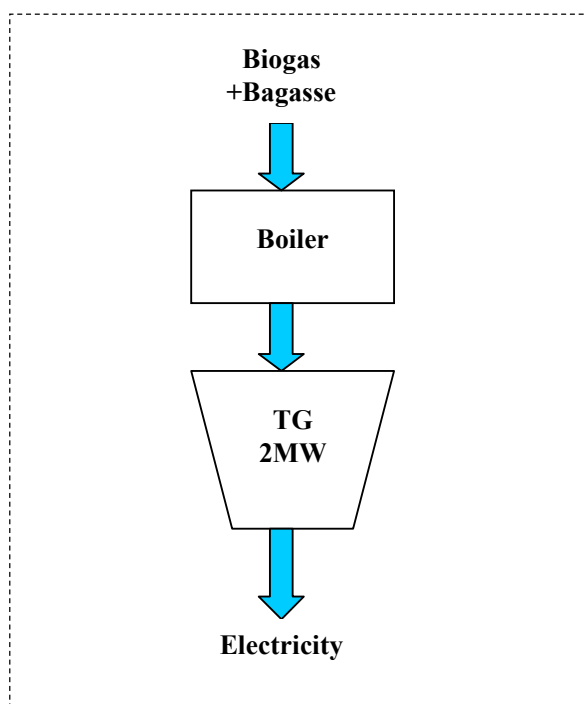 Biogas
+Bagasse
Boiler
TG
2MW
Electricity